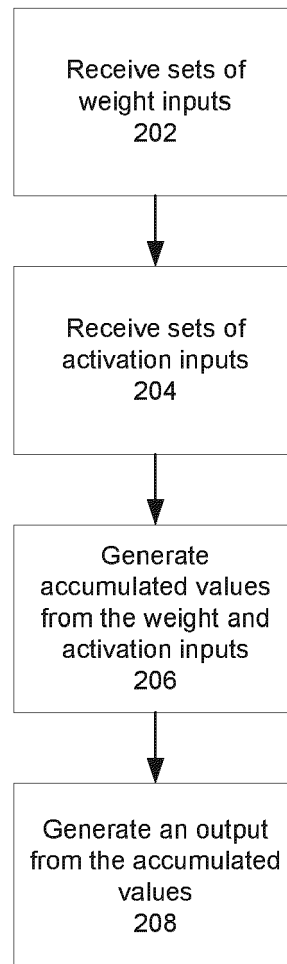 Receive sets of
weight inputs
202
Receive sets of
activation inputs
204
Generate
accumulated values
from the weight and
activation inputs
206
Generate an output
from the accumulated
values
208